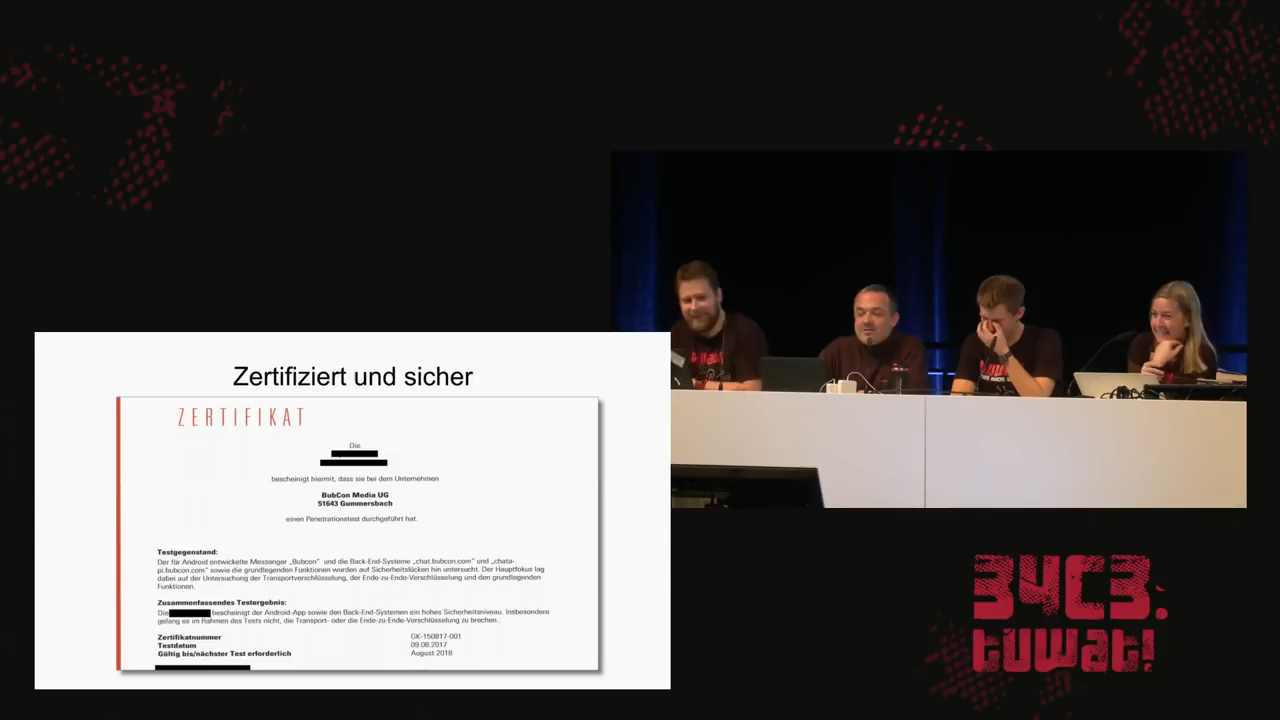 Zertifiziert und sicher
ZERTIFIKAT
Die
bescheinigt hiermit, dass sie bei dem Unternehmen
BubCon Media UG
51643 Gummersbach
einen Penetrationstest durchgeführt hat.
Testgegenstand:
Der für Android entwickelte Messenger „Bubcon“ und die Back-End-Systeme „chat.bubcon.com“ und „chata-
pi.bubcon.com“ sowie die grundlegenden Funktionen wurden auf Sicherheitslücken hin untersucht. Der Hauptfokus lag
dabei auf der Untersuchung der Transportverschlüsselung, der Ende-zu-Ende-Verschlüsselung und den grundlegenden
Funktionen.
Zusammenfassendes Testergebnis:
Die bescheinigt der Android-App sowie den Back-End-Systemen ein hohes Sicherheitsniveau. Insbesondere
gelang es im Rahmen des Tests nicht, die Transport- oder die Ende-zu-Ende-Verschlüsselung zu brechen.
Zertifikatnummer GK-150817-001
Testdatum 09.08.2017
Gültig bis/nächster Test erforderlich August 2018
34C3.
tuwat!